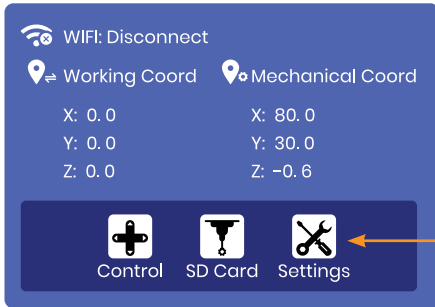 WIFI: Disconnect
Working Coord Mechanical Coord
X: 0.0 X: 80.0
Y: 0.0 Y: 30.0
Z: 0.0 Z: -0.6
Control SD Card Settings